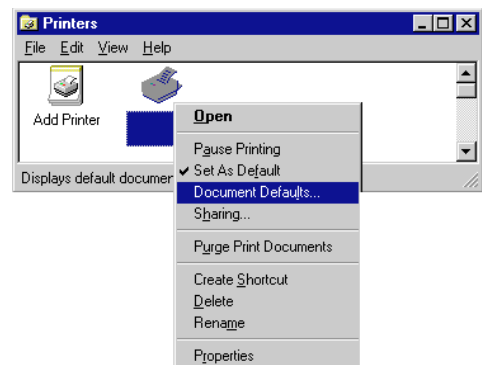 Printers
File Edit View Help
Add Printer
Open
Pause Printing
Set As Default
Document Defaults...
Sharing...
Purge Print Documents
Create Shortcut
Delete
Rename
Properties
Displays default documen